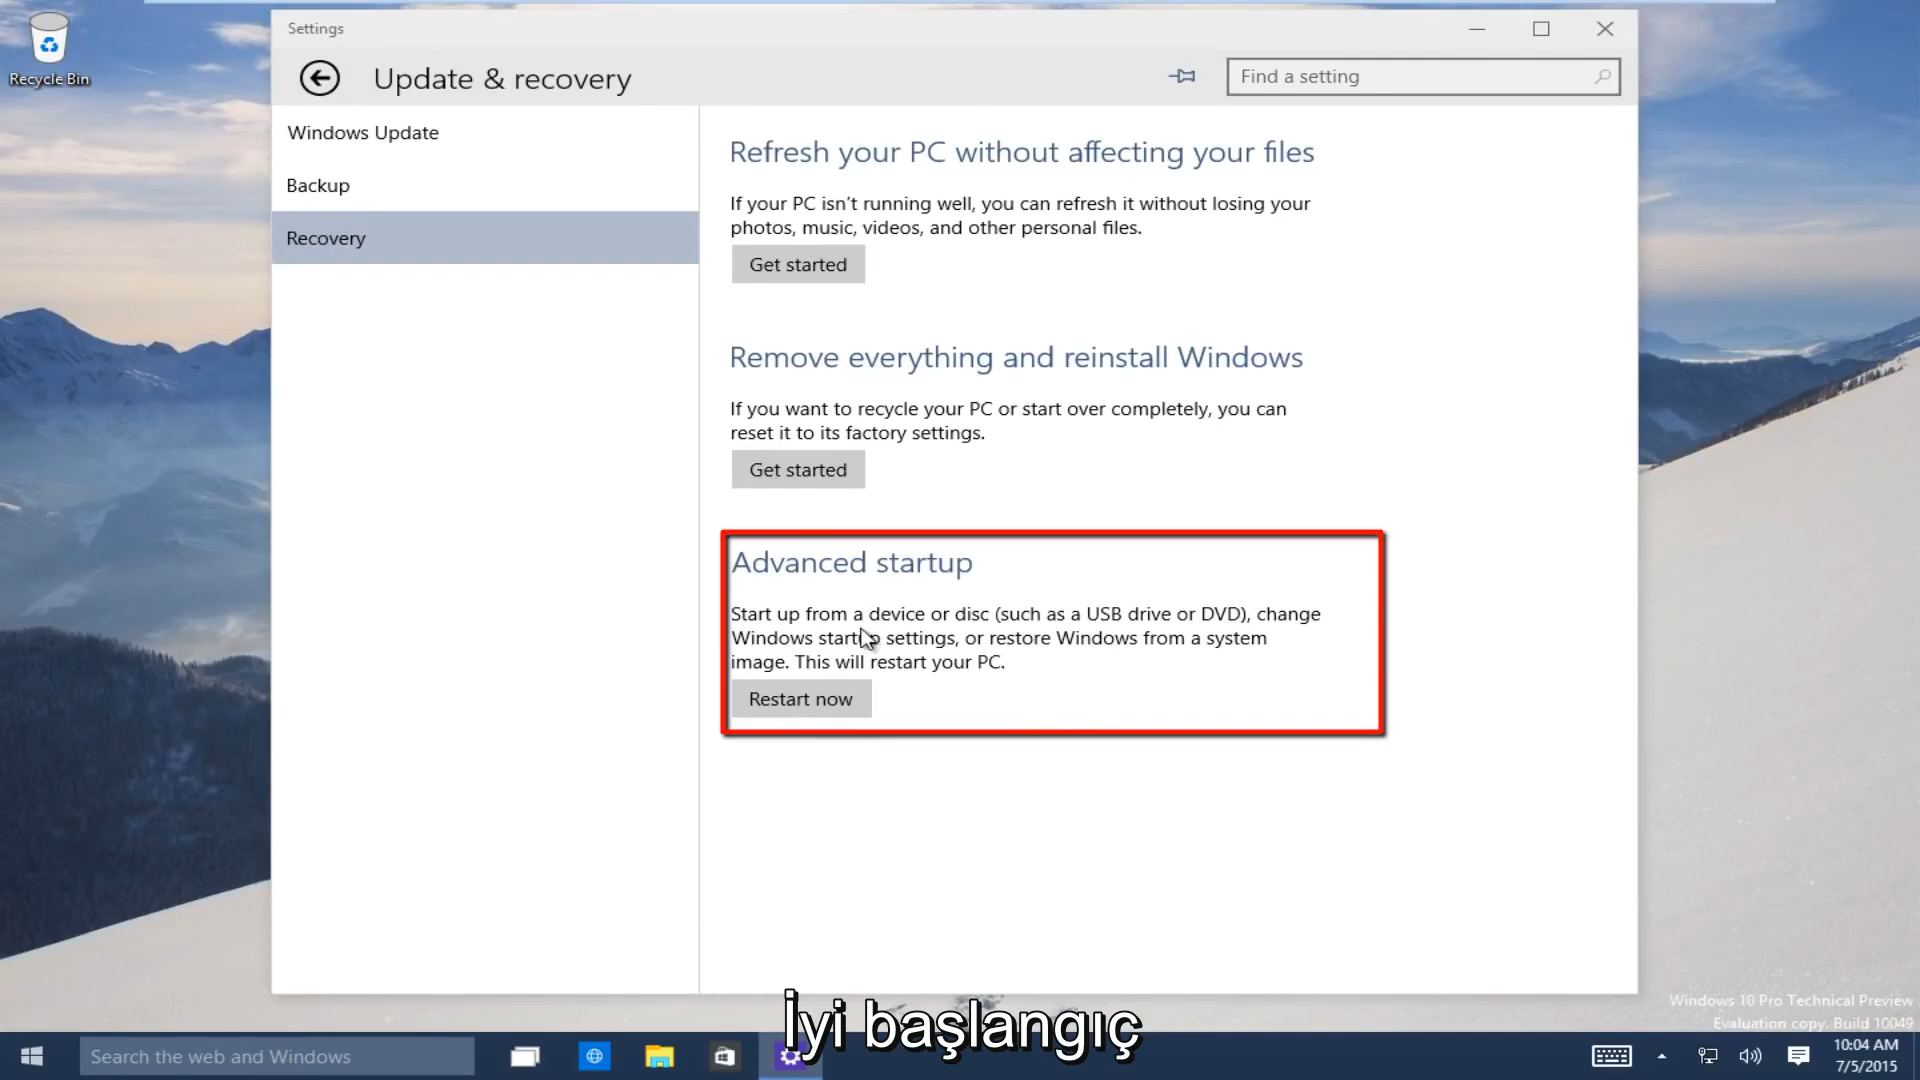 Recycle Bin
Settings
Update & recovery
Find a setting
Windows Update
Backup
Recovery
Refresh your PC without affecting your files
If your PC isn't running well, you can refresh it without losing your
photos, music, videos, and other personal files.
Get started
Remove everything and reinstall Windows
If you want to recycle your PC or start over completely, you can
reset it to its factory settings.
Get started
Advanced startup
Start up from a device or disc (such as a USB drive or DVD), change
Windows startup settings, or restore Windows from a system
image. This will restart your PC.
Restart now
Windows 10 Pro Technical Preview
Evaluation copy. Build 10049
İyi başlangıç
Search the web and Windows
10:04 AM
7/5/2015